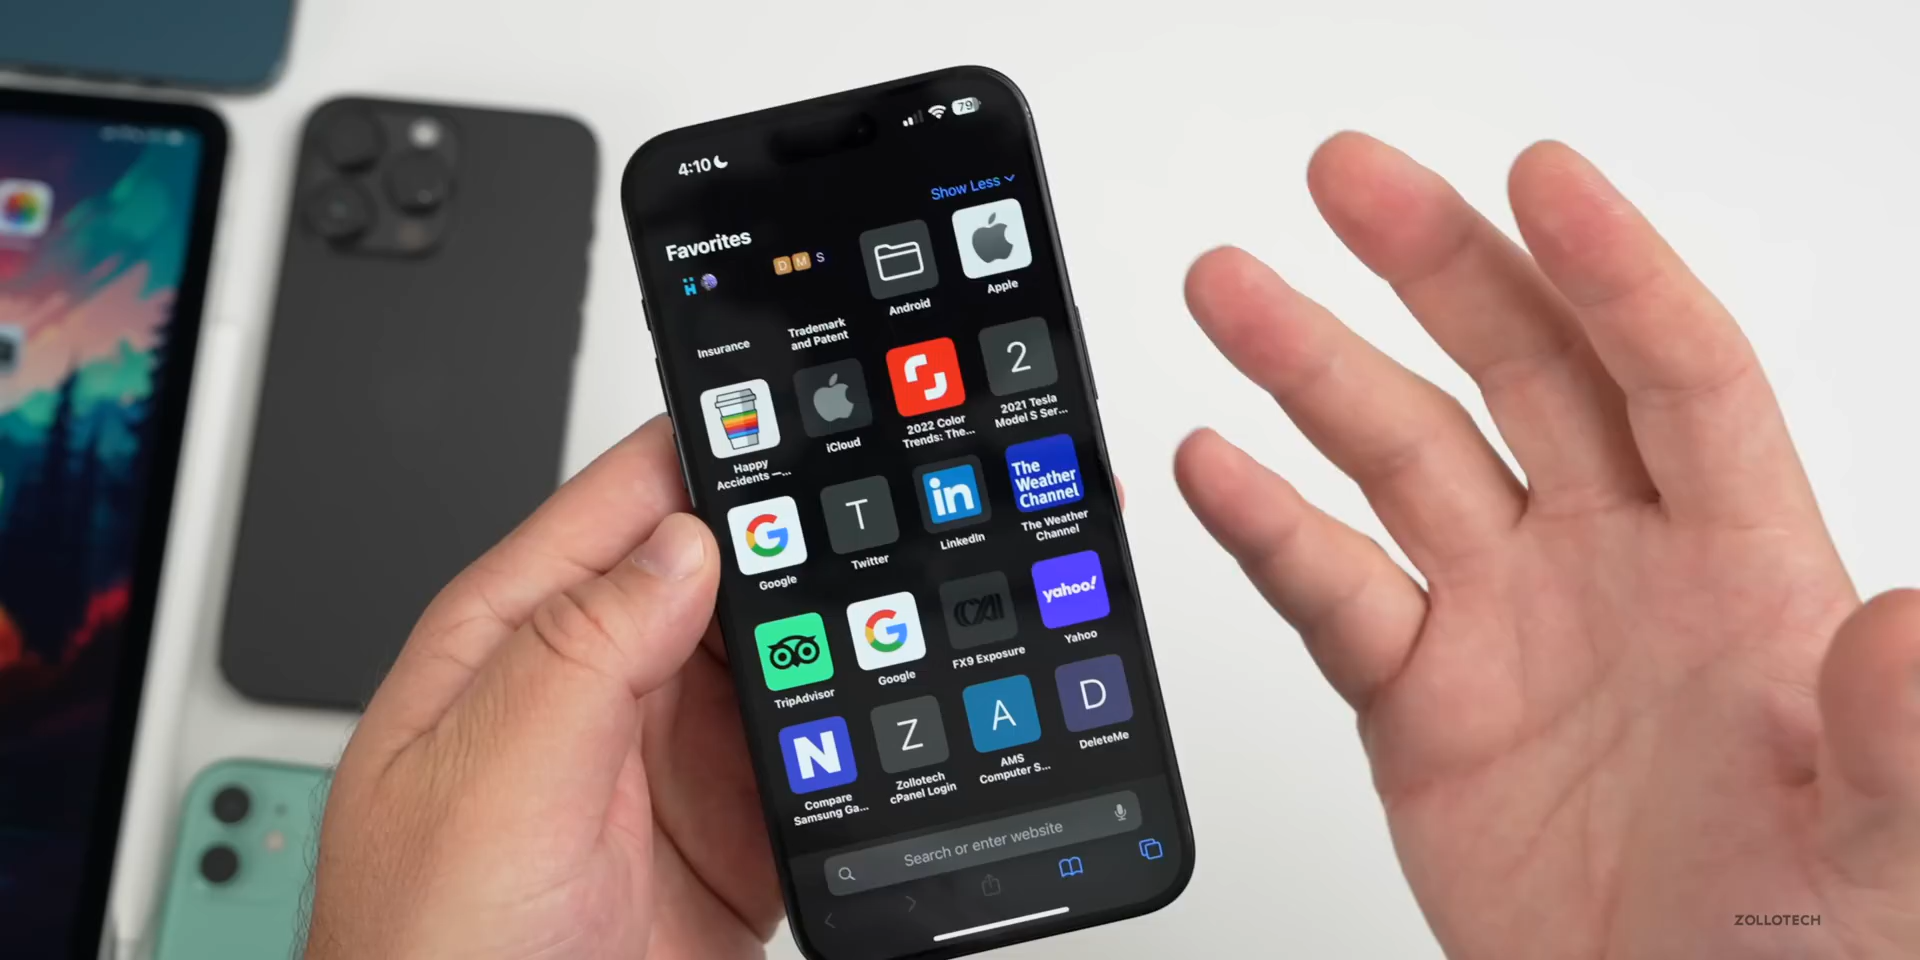 4:10
79
Show Less
Favorites
H
D M S
Insurance
Trademark
and Patent
Android
Apple
Happy
Accidents —...
iCloud
2022 Color
Trends: The...
2
2021 Tesla
Model S Ser...
G
Google
T
Twitter
in
LinkedIn
The
Weather
Channel
The Weather
Channel
TripAdvisor
G
Google
FX9 Exposure
yahoo!
Yahoo
N
Compare
Samsung Ga...
Z
Zollotech
cPanel Login
A
AMS
Computer S...
D
DeleteMe
Search or enter website
ZOLLOTECH